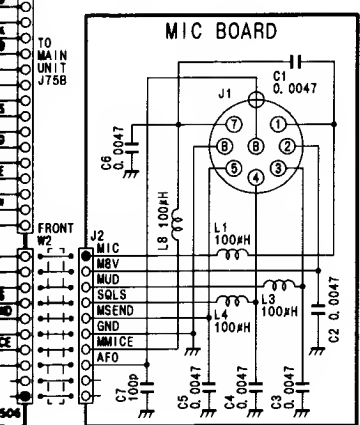 MIC BOARD
TO
MAIN
UNIT
J758
C1
0.0047
J1
7
1
8
8
2
5
3
4
C6
0.0047
L8 100μH
L1
100μH
FRONT
W2
J2
MIC
M8V
MUD
SQLS
MSEND
GND
MMICE
AFO
L3
100μH
L4
100μH
C2 0.0047
C7
100p
C5
0.0047
C4
0.0047
C3
0.0047
506